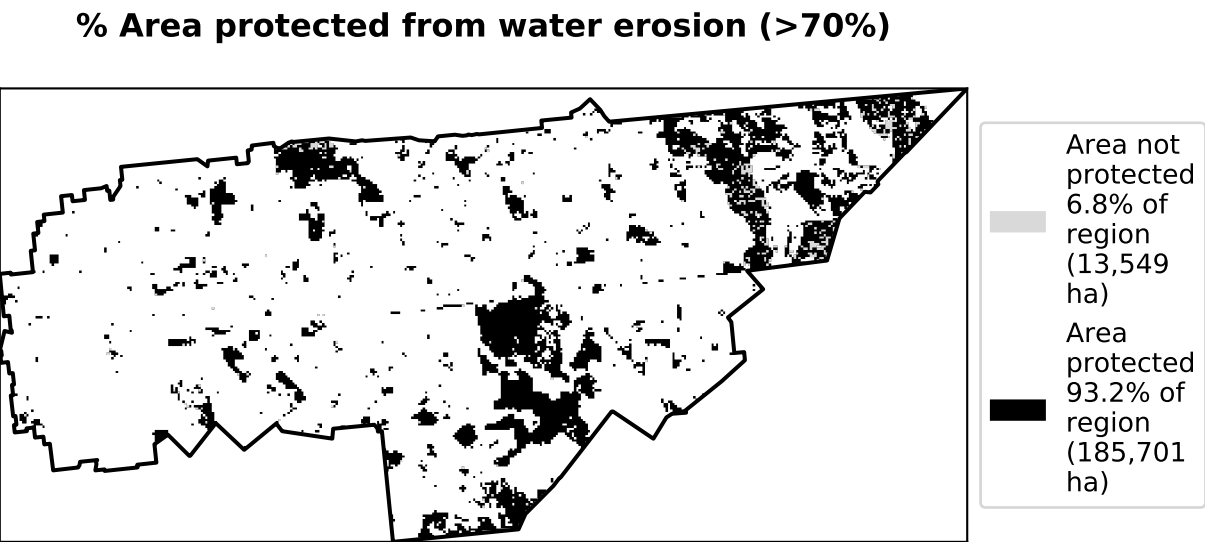 % Area protected from water erosion (>70%)
Area not
protected
6.8% of
region
(13,549
ha)
Area
protected
93.2% of
region
(185,701
ha)